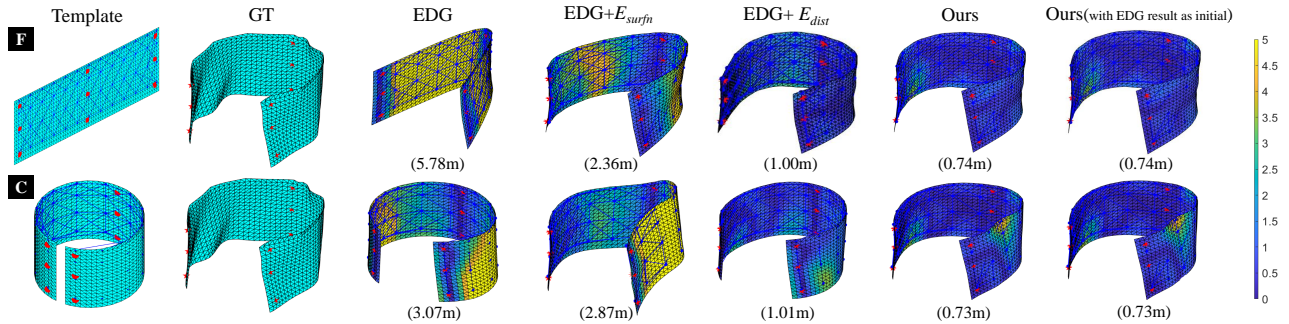 Template GT EDG EDG+E_surfn EDG+ E_dist Ours Ours(with EDG result as initial)
F
(5.78m) (2.36m) (1.00m) (0.74m) (0.74m)
C
(3.07m) (2.87m) (1.01m) (0.73m) (0.73m)
5
4.5
4
3.5
3
2.5
2
1.5
1
0.5
0